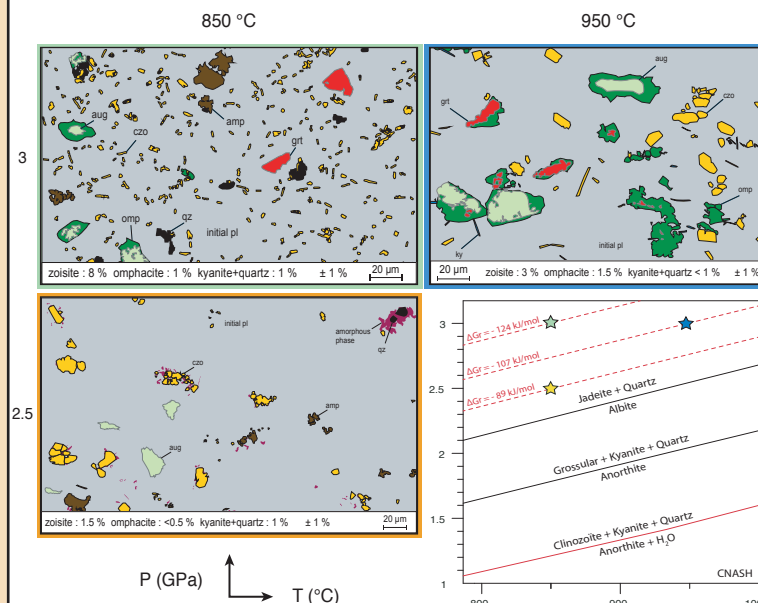 850 °C
950 °C
3
aug
czo
amp
grt
omp
qz
initial pl
zoisite : 8 % omphacite : 1 % kyanite+quartz : 1 % ± 1 %
20 µm
aug
grt
czo
omp
ky
initial pl
20 µm
zoisite : 3 % omphacite : 1.5 % kyanite+quartz < 1 % ± 1 %
2.5
initial pl
amorphous
phase
qz
czo
amp
aug
zoisite : 1.5 % omphacite : <0.5 % kyanite+quartz : 1 % ± 1 %
20 µm
3
2.5
2
1.5
1
ΔGr = - 124 kJ/mol
ΔGr = - 107 kJ/mol
ΔGr = - 89 kJ/mol
Jadeite + Quartz
Albite
Grossular + Kyanite + Quartz
Anorthite
Clinozoïte + Kyanite + Quartz
Anorthite + H₂O
CNASH
P (GPa)
T (°C)